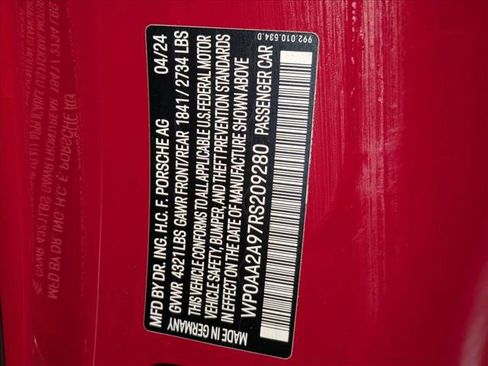 MFD BY DR. ING. H.C. F. PORSCHE AG 04/24
GVWR 4321LBS GAWR FRONT/REAR 1841/2734 LBS
THIS VEHICLE CONFORMS TO ALL APPLICABLE U.S.FEDERAL MOTOR
VEHICLE SAFETY, BUMPER, AND THEFT PREVENTION STANDARDS
IN EFFECT ON THE DATE OF MANUFACTURE SHOWN ABOVE
WP0AA2A97RS209280 PASSENGER CAR
MADE IN GERMANY
992.010.534.D